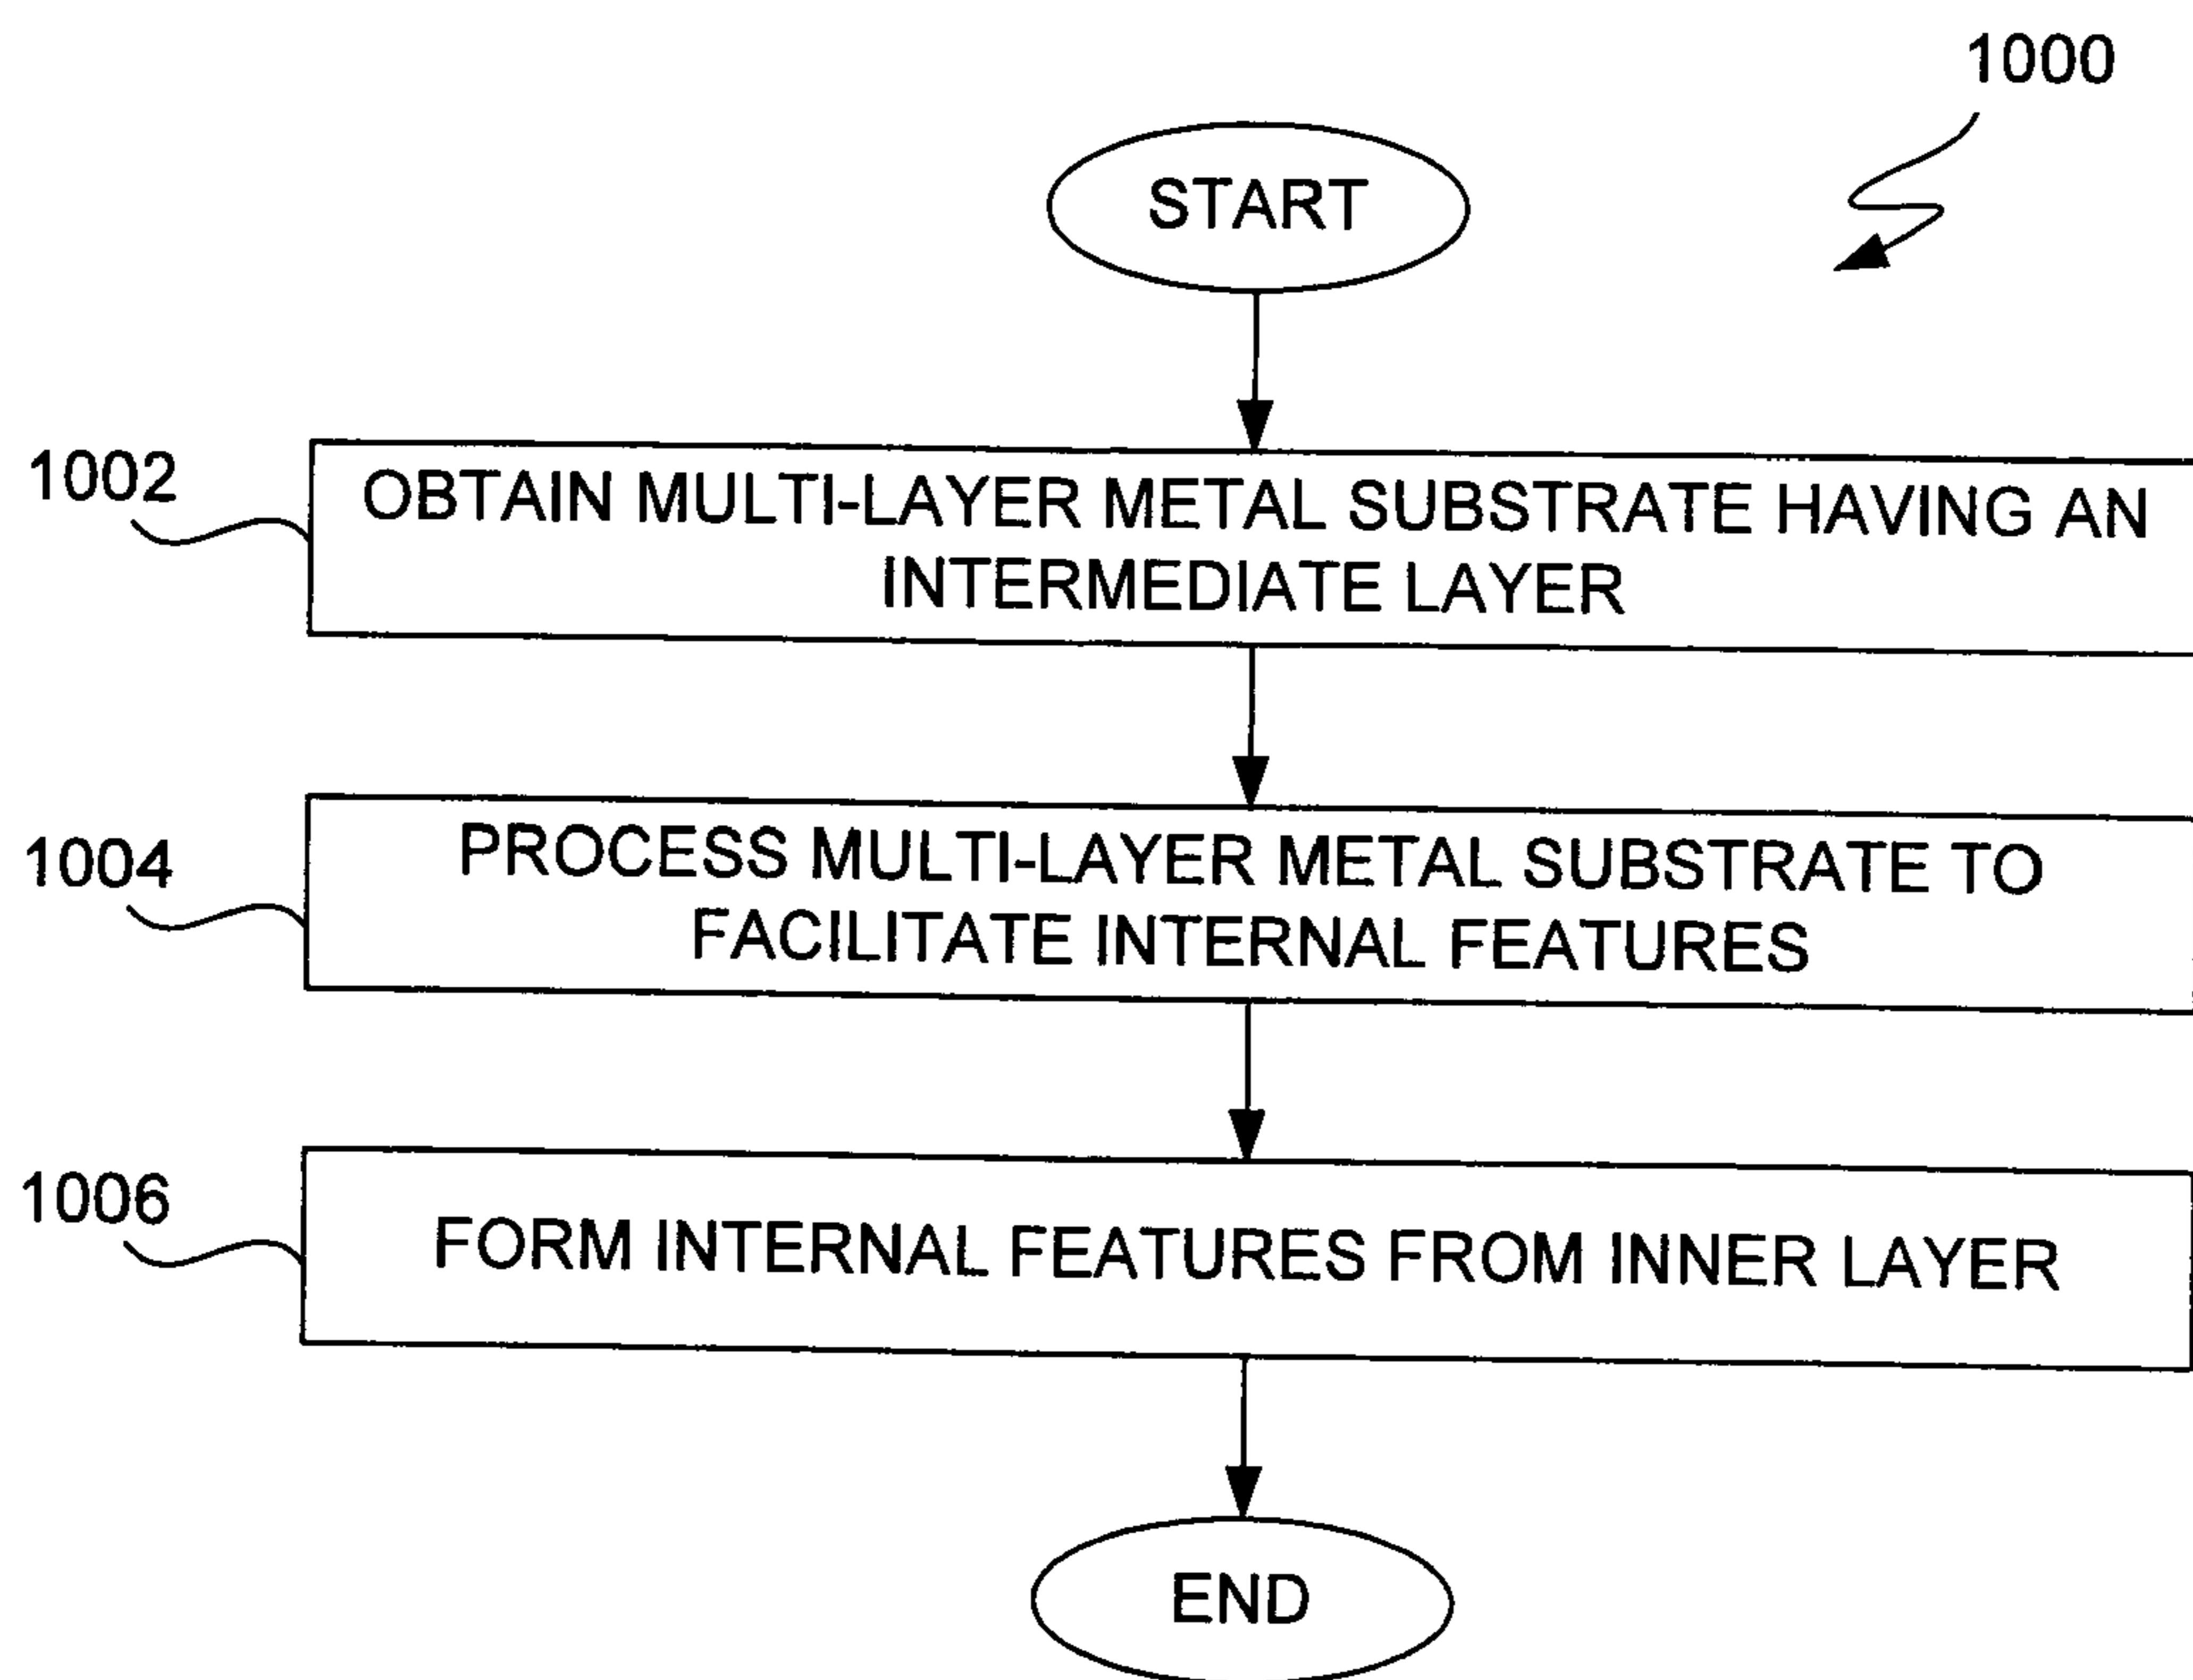 1000
START
1002
OBTAIN MULTI-LAYER METAL SUBSTRATE HAVING AN
INTERMEDIATE LAYER
1004
PROCESS MULTI-LAYER METAL SUBSTRATE TO
FACILITATE INTERNAL FEATURES
1006
FORM INTERNAL FEATURES FROM INNER LAYER
END